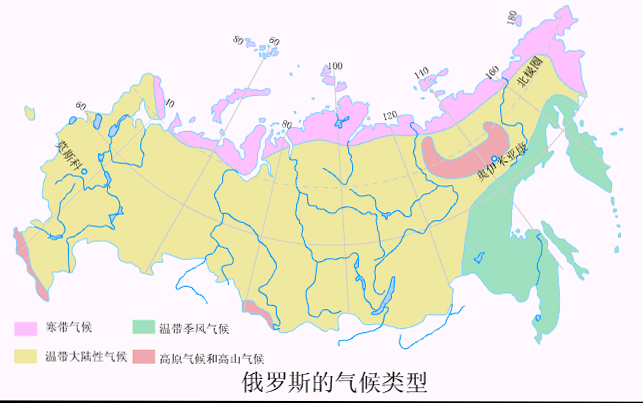 180
80
60
100
140
160
北极圈
60
40
80
120
莫斯科
奥伊米亚康
寒带气候
温带季风气候
温带大陆性气候
高原气候和高山气候
俄罗斯的气候类型